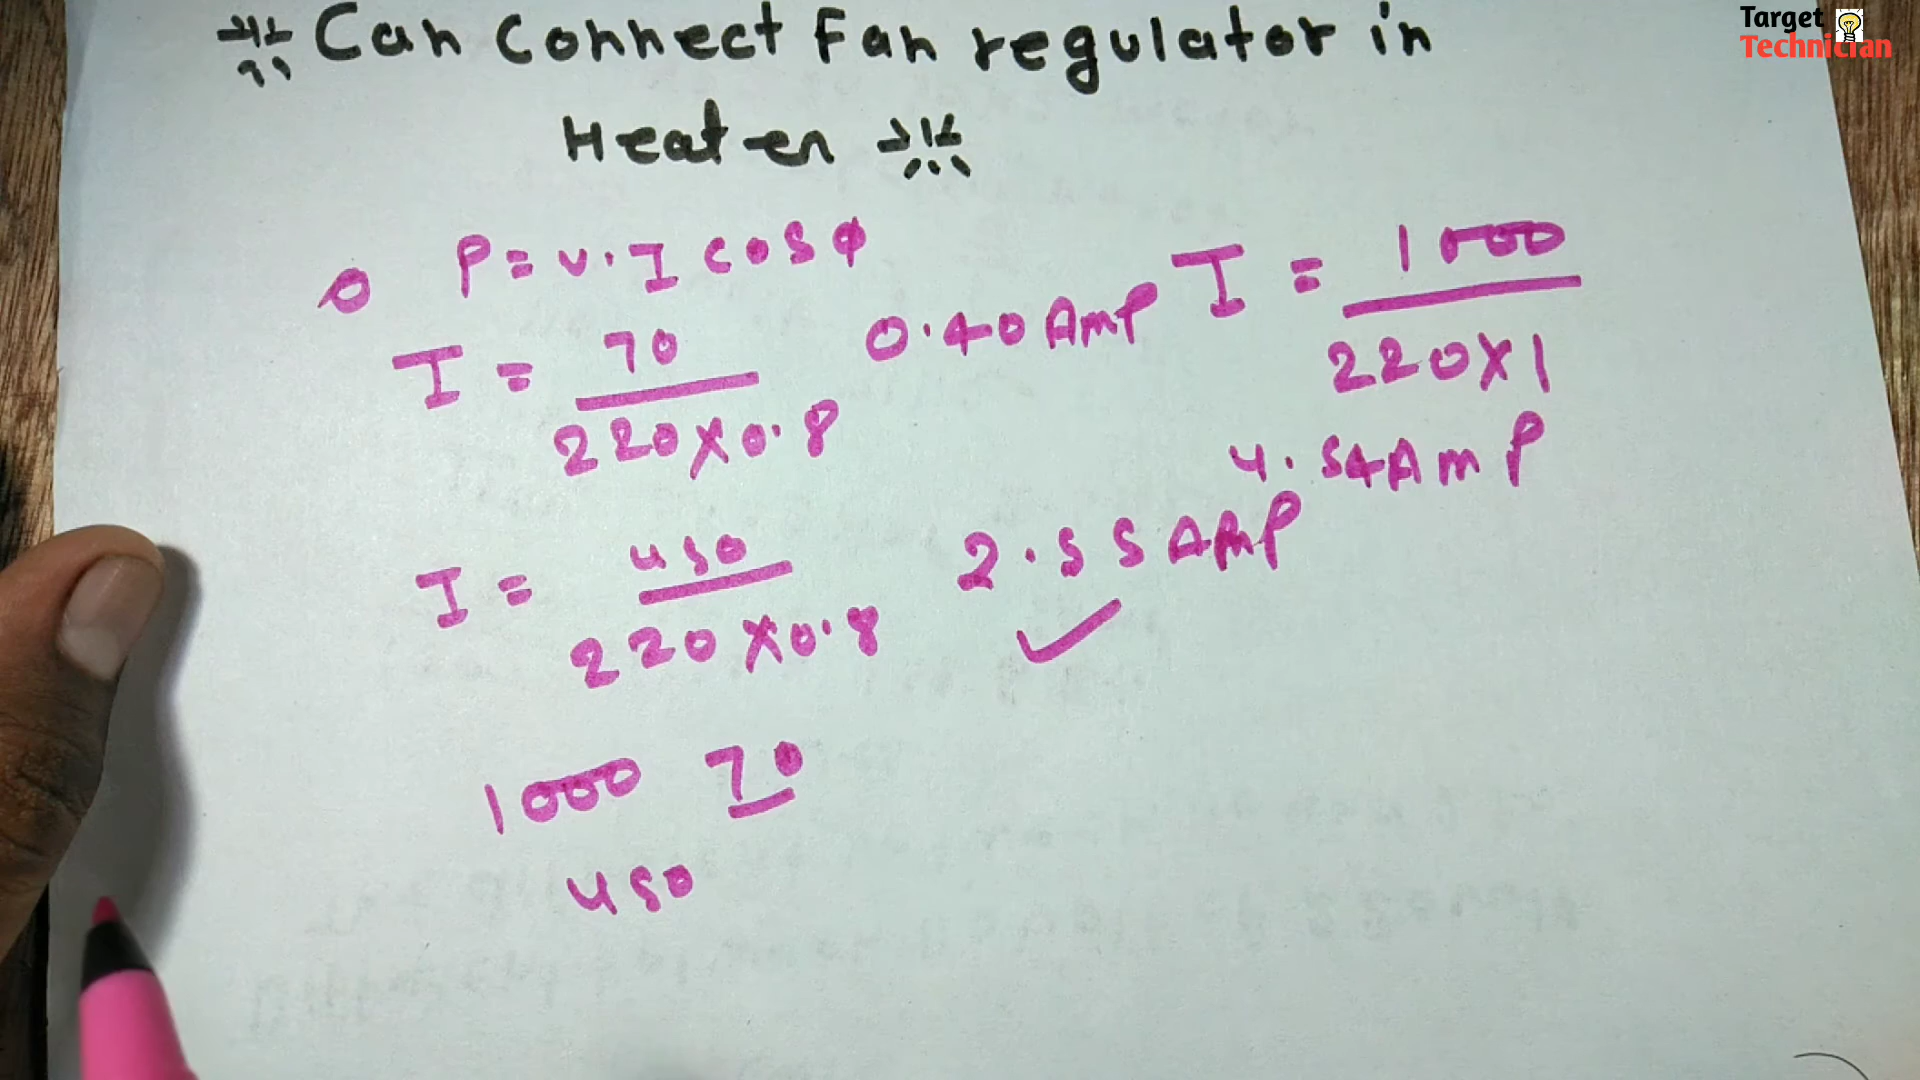 Can Connect Fan regulator in
Heater
P = V. I cos φ
I = 70
220 X 0.8
0.40 AmP
I = 1000
220 X 1
4.54 AmP
I = 450
220 X 0.8
2.55 AmP
1000 70
450
Target
Technician